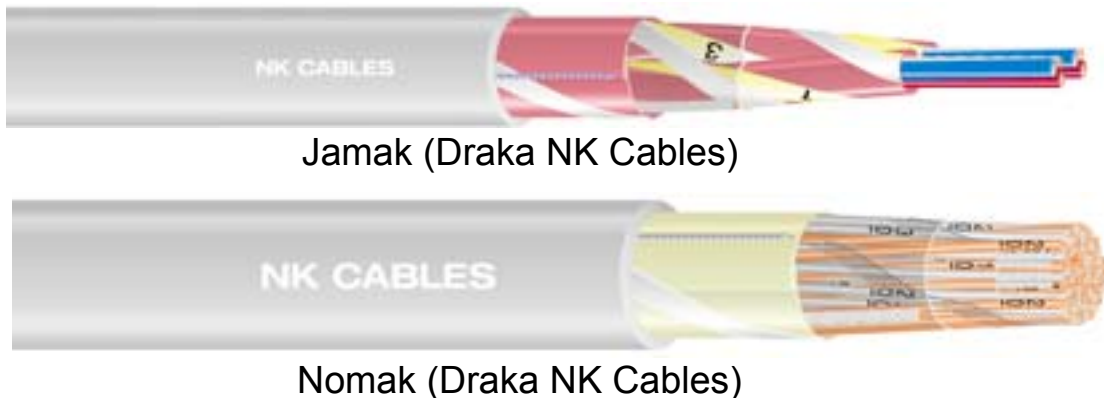 NK CABLES
Jamak (Draka NK Cables)
NK CABLES
Nomak (Draka NK Cables)